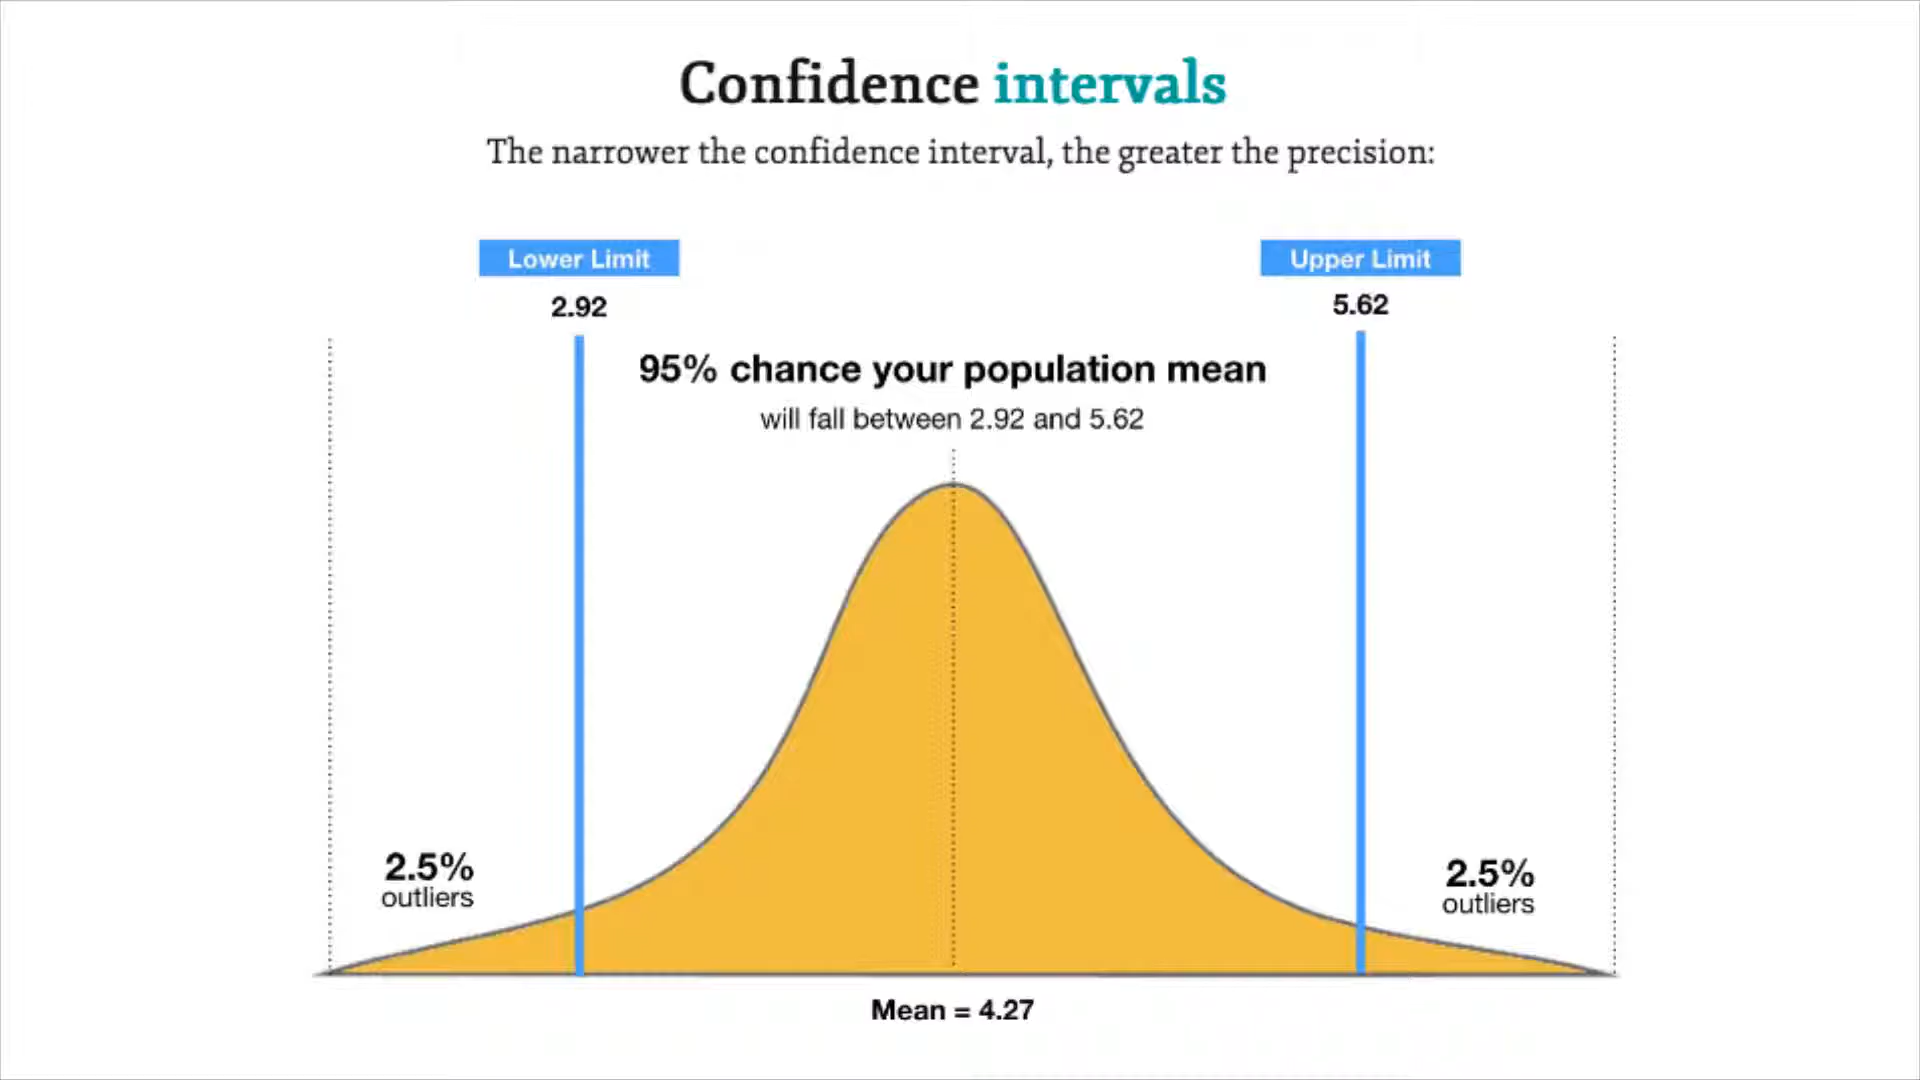 Confidence intervals
The narrower the confidence interval, the greater the precision:
Lower Limit
Upper Limit
2.92
5.62
95% chance your population mean
will fall between 2.92 and 5.62
2.5%
outliers
2.5%
outliers
Mean = 4.27